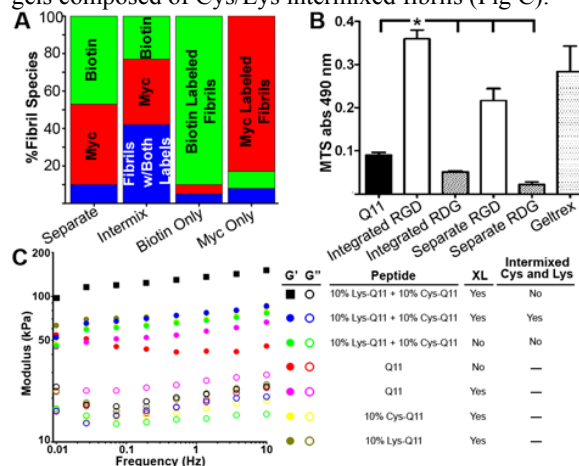 gels composed of Cys/Lys intermixed fibrils (Fig C).
A
B
%Fibril Species
100
80
60
40
20
0
Biotin
Myc
Biotin
Myc
Fibrils
w/Both
Labels
Biotin Labeled
Fibrils
Myc Labeled
Fibrils
Separate
Intermix
Biotin Only
Myc Only
MTS abs 490 nm
0.4
0.3
0.2
0.1
*
Q11
Integrated RGD
Integrated RDG
Separate RGD
Separate RDG
Geltrex
C
Modulus (kPa)
200
100
50
10
0.01
0.1
1
10
Frequency (Hz)
G' G" Peptide XL Intermixed
Cys and Lys
10% Lys-Q11 + 10% Cys-Q11 Yes No
10% Lys-Q11 + 10% Cys-Q11 Yes Yes
10% Lys-Q11 + 10% Cys-Q11 No No
Q11 No —
Q11 Yes —
10% Cys-Q11 Yes —
10% Lys-Q11 Yes —